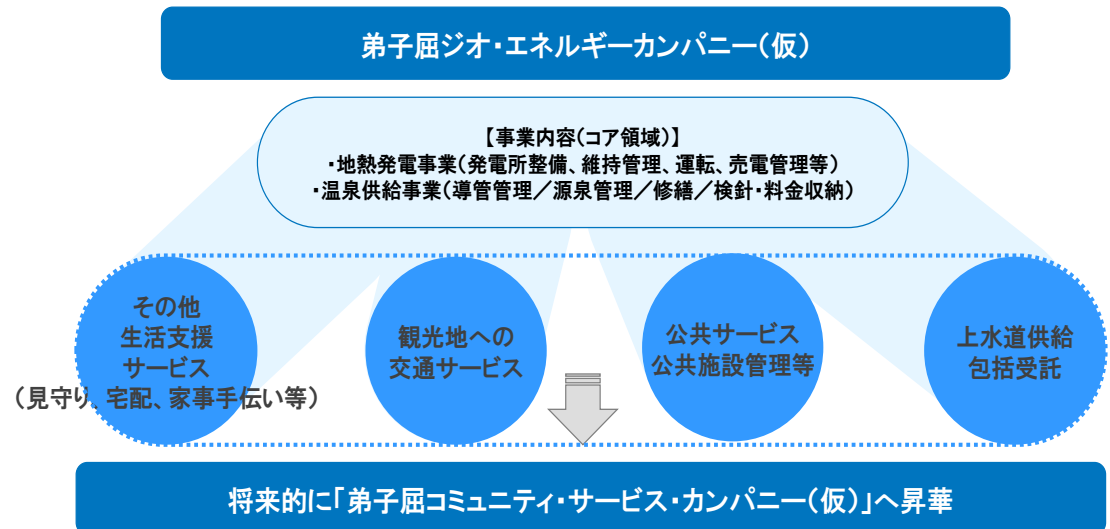 弟子屈ジオ・エネルギーカンパニー(仮)
【事業内容(コア領域)】
・地熱発電事業(発電所整備、維持管理、運転、売電管理等)
・温泉供給事業(導管管理／源泉管理／修繕／検針・料金収納)
その他
生活支援
サービス
(見守り、宅配、家事手伝い等)
観光地への
交通サービス
公共サービス
公共施設管理等
上水道供給
包括受託
将来的に「弟子屈コミュニティ・サービス・カンパニー(仮)」へ昇華